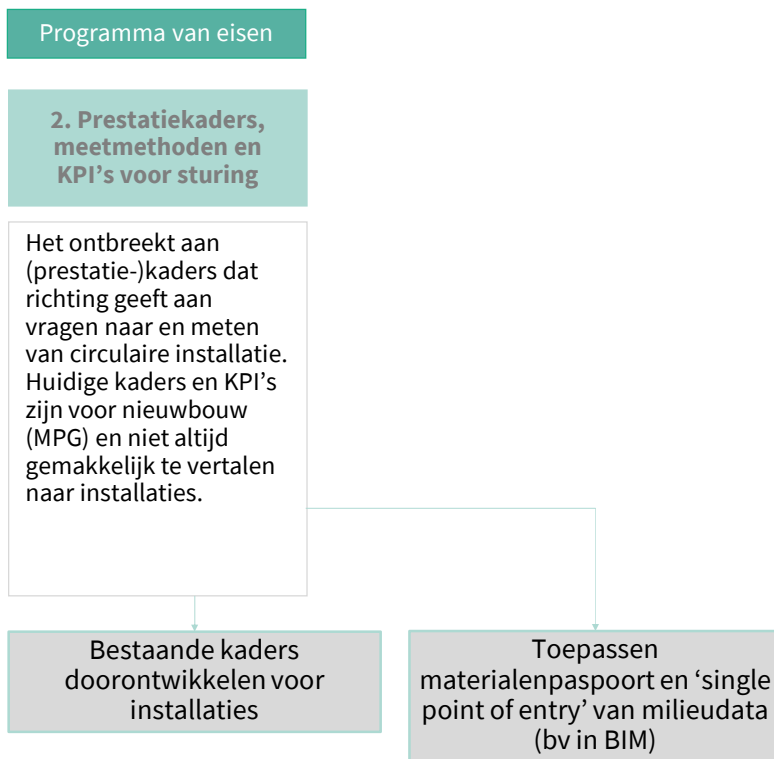 Programma van eisen
2. Prestatiekaders,
meetmethoden en
KPI’s voor sturing
Het ontbreekt aan
(prestatie-)kaders dat
richting geeft aan
vragen naar en meten
van circulaire installatie.
Huidige kaders en KPI’s
zijn voor nieuwbouw
(MPG) en niet altijd
gemakkelijk te vertalen
naar installaties.
Bestaande kaders
doorontwikkelen voor
installaties
Toepassen
materialenpaspoort en ‘single
point of entry’ van milieudata
(bv in BIM)